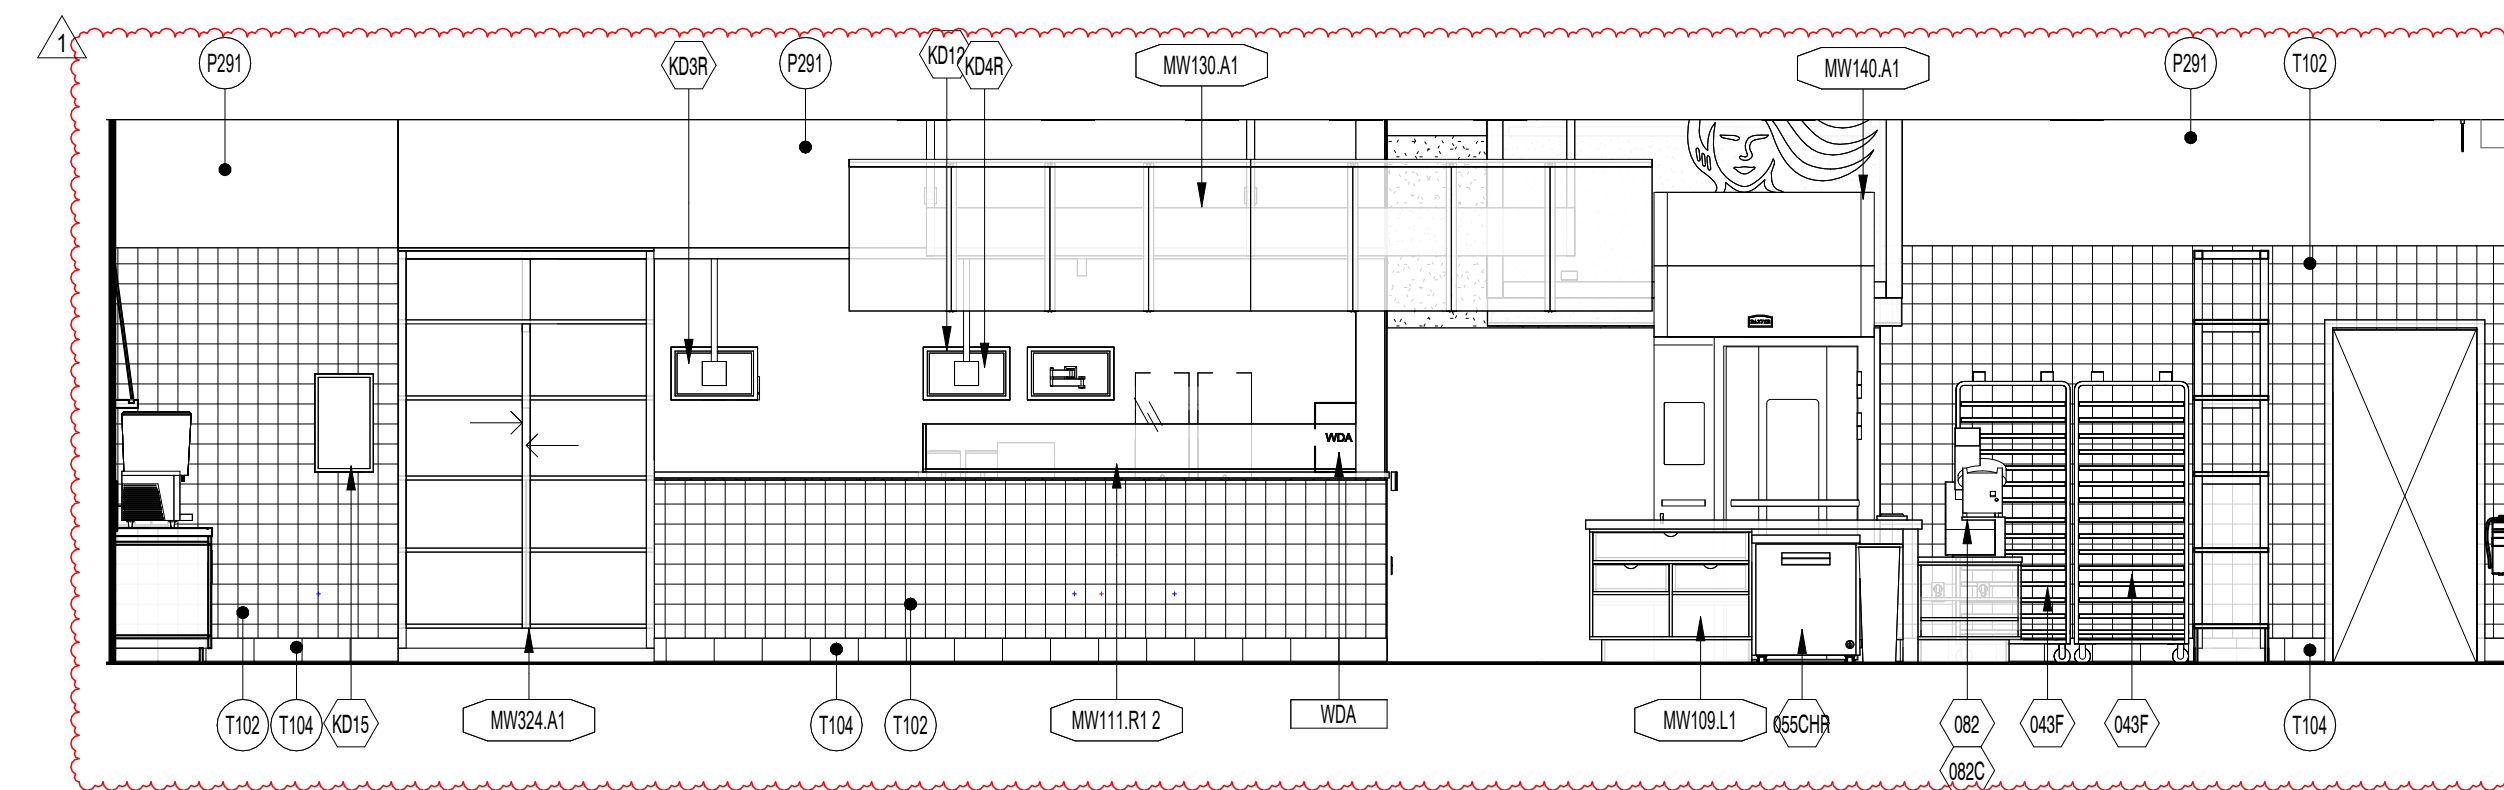 1
P291
KD3R
P291
KD12
KD4R
MW130.A1
MW140.A1
P291
T102
BAXTER
WDA
T102
T104
KD15
MW324.A1
T104
T102
MW111.R1 2
WDA
MW109.L1
055CHR
082
043F
043F
T104
082C